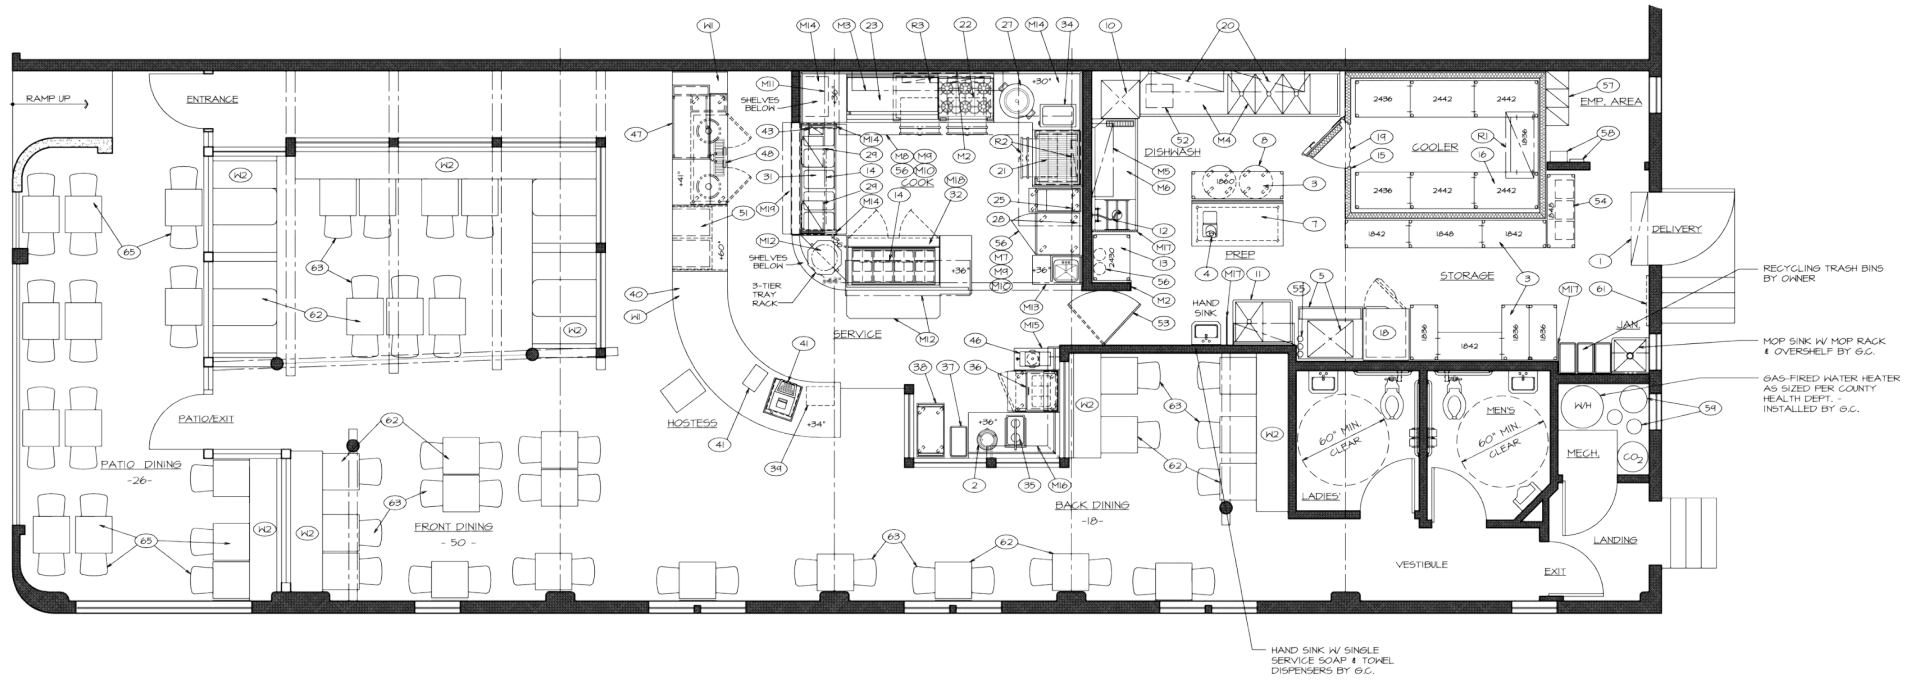 W1
M14
M3
23
R3
22
27
M14
34
10
20
RAMP UP
ENTRANCE
47
W2
W2
48
+41"
51
+60"
M11
SHELVES
BELOW
+36"
43
29
31
14
29
M19
M14
M14
M12
SHELVES
BELOW
3-TIER
TRAY
RACK
M8
M9
56
M10
COOK
M18
14
32
M2
+30"
R2
21
25
28
56
M7
M9
M10
+36"
+36"
M13
M12
SERVICE
DISHWASH
52
M4
M5
M6
8
1860
3
7
4
PREP
12
M17
13
2430
56
M2
M17
11
53
HAND
SINK
55
5
19
15
COOLER
2436
2442
2442
R1
1836
16
2436
2442
2442
1842
1848
1842
STORAGE
3
18
1836
1842
1836
1836
M17
57
EMP. AREA
58
54
1848
DELIVERY
1
61
JAN.
RECYCLING TRASH BINS
BY OWNER
MOP SINK W/ MOP RACK
& OVERSHELF BY G.C.
GAS-FIRED WATER HEATER
AS SIZED PER COUNTY
HEALTH DEPT. -
INSTALLED BY G.C.
59
65
63
62
W2
40
W1
M15
46
41
38
37
36
+36"
+34"
41
39
2
35
M16
HOSTESS
PATIO/EXIT
62
63
PATIO DINING
-26-
W2
W2
65
FRONT DINING
- 50 -
63
62
W2
63
62
W2
BACK DINING
-18-
60" MIN.
CLEAR
LADIES'
MEN'S
60" MIN.
CLEAR
W/H
MECH.
CO2
LANDING
VESTIBULE
EXIT
HAND SINK W/ SINGLE
SERVICE SOAP & TOWEL
DISPENSERS BY G.C.